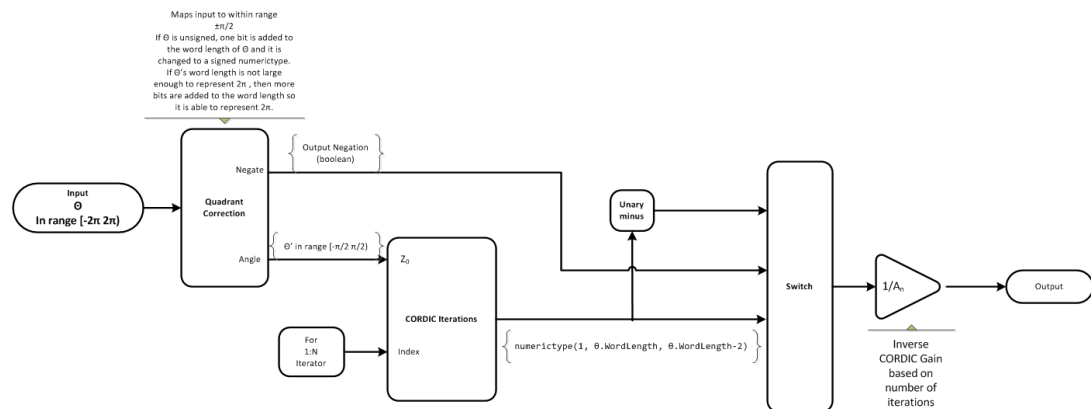 Maps input to within range
±π/2
If Θ is unsigned, one bit is added to
the word length of Θ and it is
changed to a signed numerictype.
If Θ's word length is not large
enough to represent 2π , then more
bits are added to the word length so
it is able to represent 2π.
Input
Θ
In range [-2π 2π)
Quadrant
Correction
Negate
Angle
Output Negation
(boolean)
Θ' in range [-π/2 π/2)
For
1:N
Iterator
Z₀
CORDIC Iterations
Index
Unary
minus
numerictype(1, θ.WordLength, θ.WordLength-2)
Switch
1/Aₙ
Inverse
CORDIC Gain
based on
number of
iterations
Output